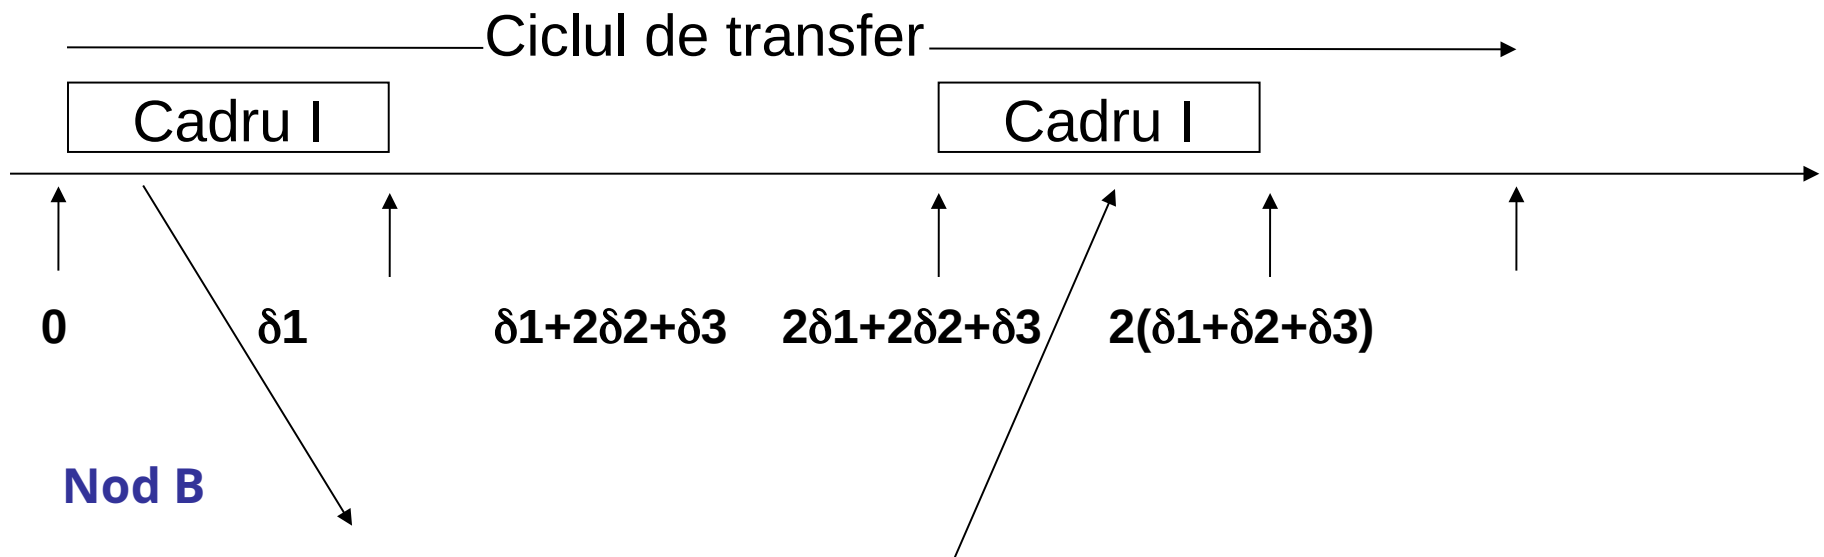 Ciclul de transfer
Cadru I Cadru I
0 δ1 δ1+2δ2+δ3 2δ1+2δ2+δ3 2(δ1+δ2+δ3)
Nod B